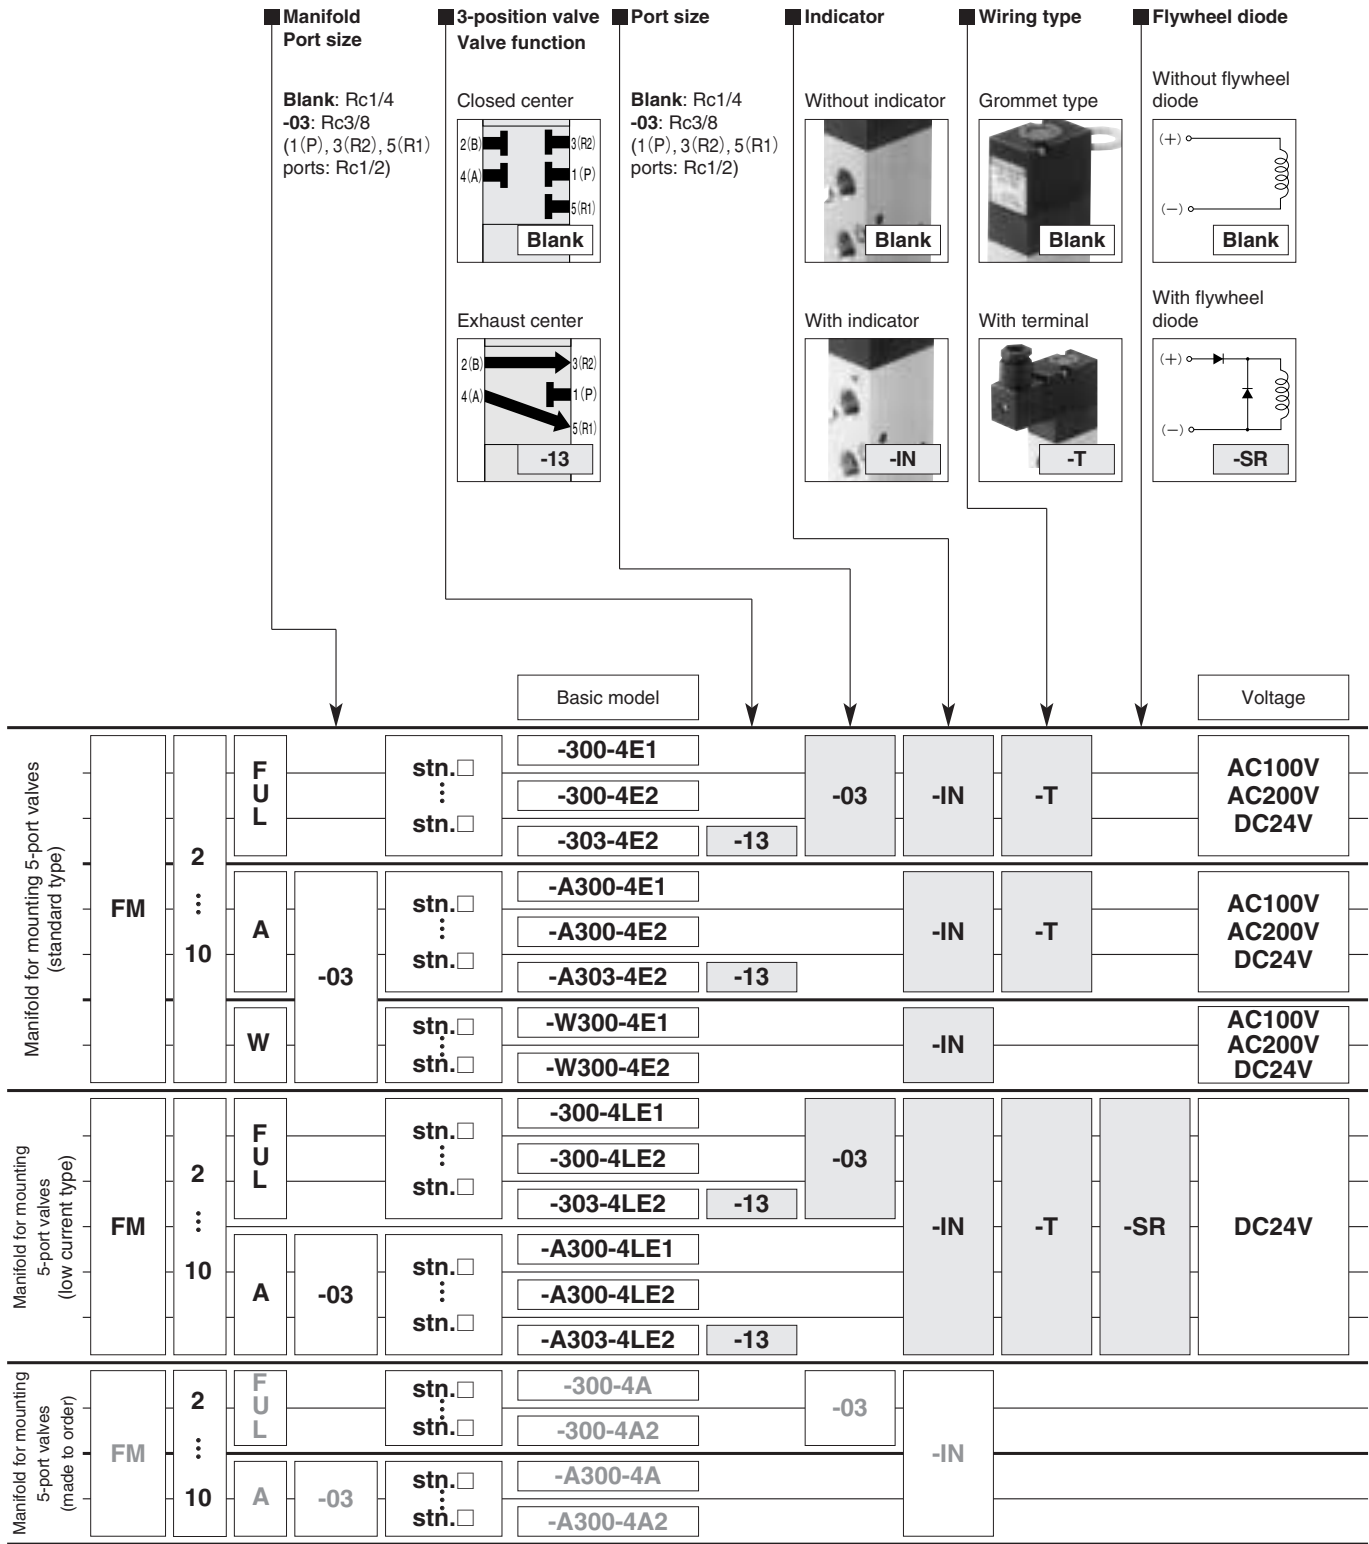 ■ Manifold
Port size
Blank: Rc1/4
-03: Rc3/8
(1(P), 3(R2), 5(R1)
ports: Rc1/2)
■ 3-position valve
Valve function
Closed center
2(B)
3(R2)
4(A)
1(P)
5(R1)
Blank
Exhaust center
2(B)
3(R2)
4(A)
1(P)
5(R1)
-13
■ Port size
Blank: Rc1/4
-03: Rc3/8
(1(P), 3(R2), 5(R1)
ports: Rc1/2)
■ Indicator
Without indicator
Blank
With indicator
-IN
■ Wiring type
Grommet type
Blank
With terminal
-T
■ Flywheel diode
Without flywheel
diode
(+)
(−)
Blank
With flywheel
diode
(+)
(−)
-SR
Basic model
Voltage
Manifold for mounting 5-port valves
(standard type)
FM
2
⋮
10
FUL
stn.□
⋮
stn.□
-300-4E1
-300-4E2
-303-4E2
-13
-03
-IN
-T
AC100V
AC200V
DC24V
A
-03
stn.□
⋮
stn.□
-A300-4E1
-A300-4E2
-A303-4E2
-13
-IN
-T
AC100V
AC200V
DC24V
W
stn.□
⋮
stn.□
-W300-4E1
-W300-4E2
-IN
AC100V
AC200V
DC24V
Manifold for mounting
5-port valves
(low current type)
FM
2
⋮
10
FUL
stn.□
⋮
stn.□
-300-4LE1
-300-4LE2
-303-4LE2
-13
-03
-IN
-T
-SR
DC24V
A
-03
stn.□
⋮
stn.□
-A300-4LE1
-A300-4LE2
-A303-4LE2
-13
Manifold for mounting
5-port valves
(made to order)
FM
2
⋮
10
FUL
stn.□
⋮
stn.□
-300-4A
-300-4A2
-03
-IN
A
-03
stn.□
⋮
stn.□
-A300-4A
-A300-4A2